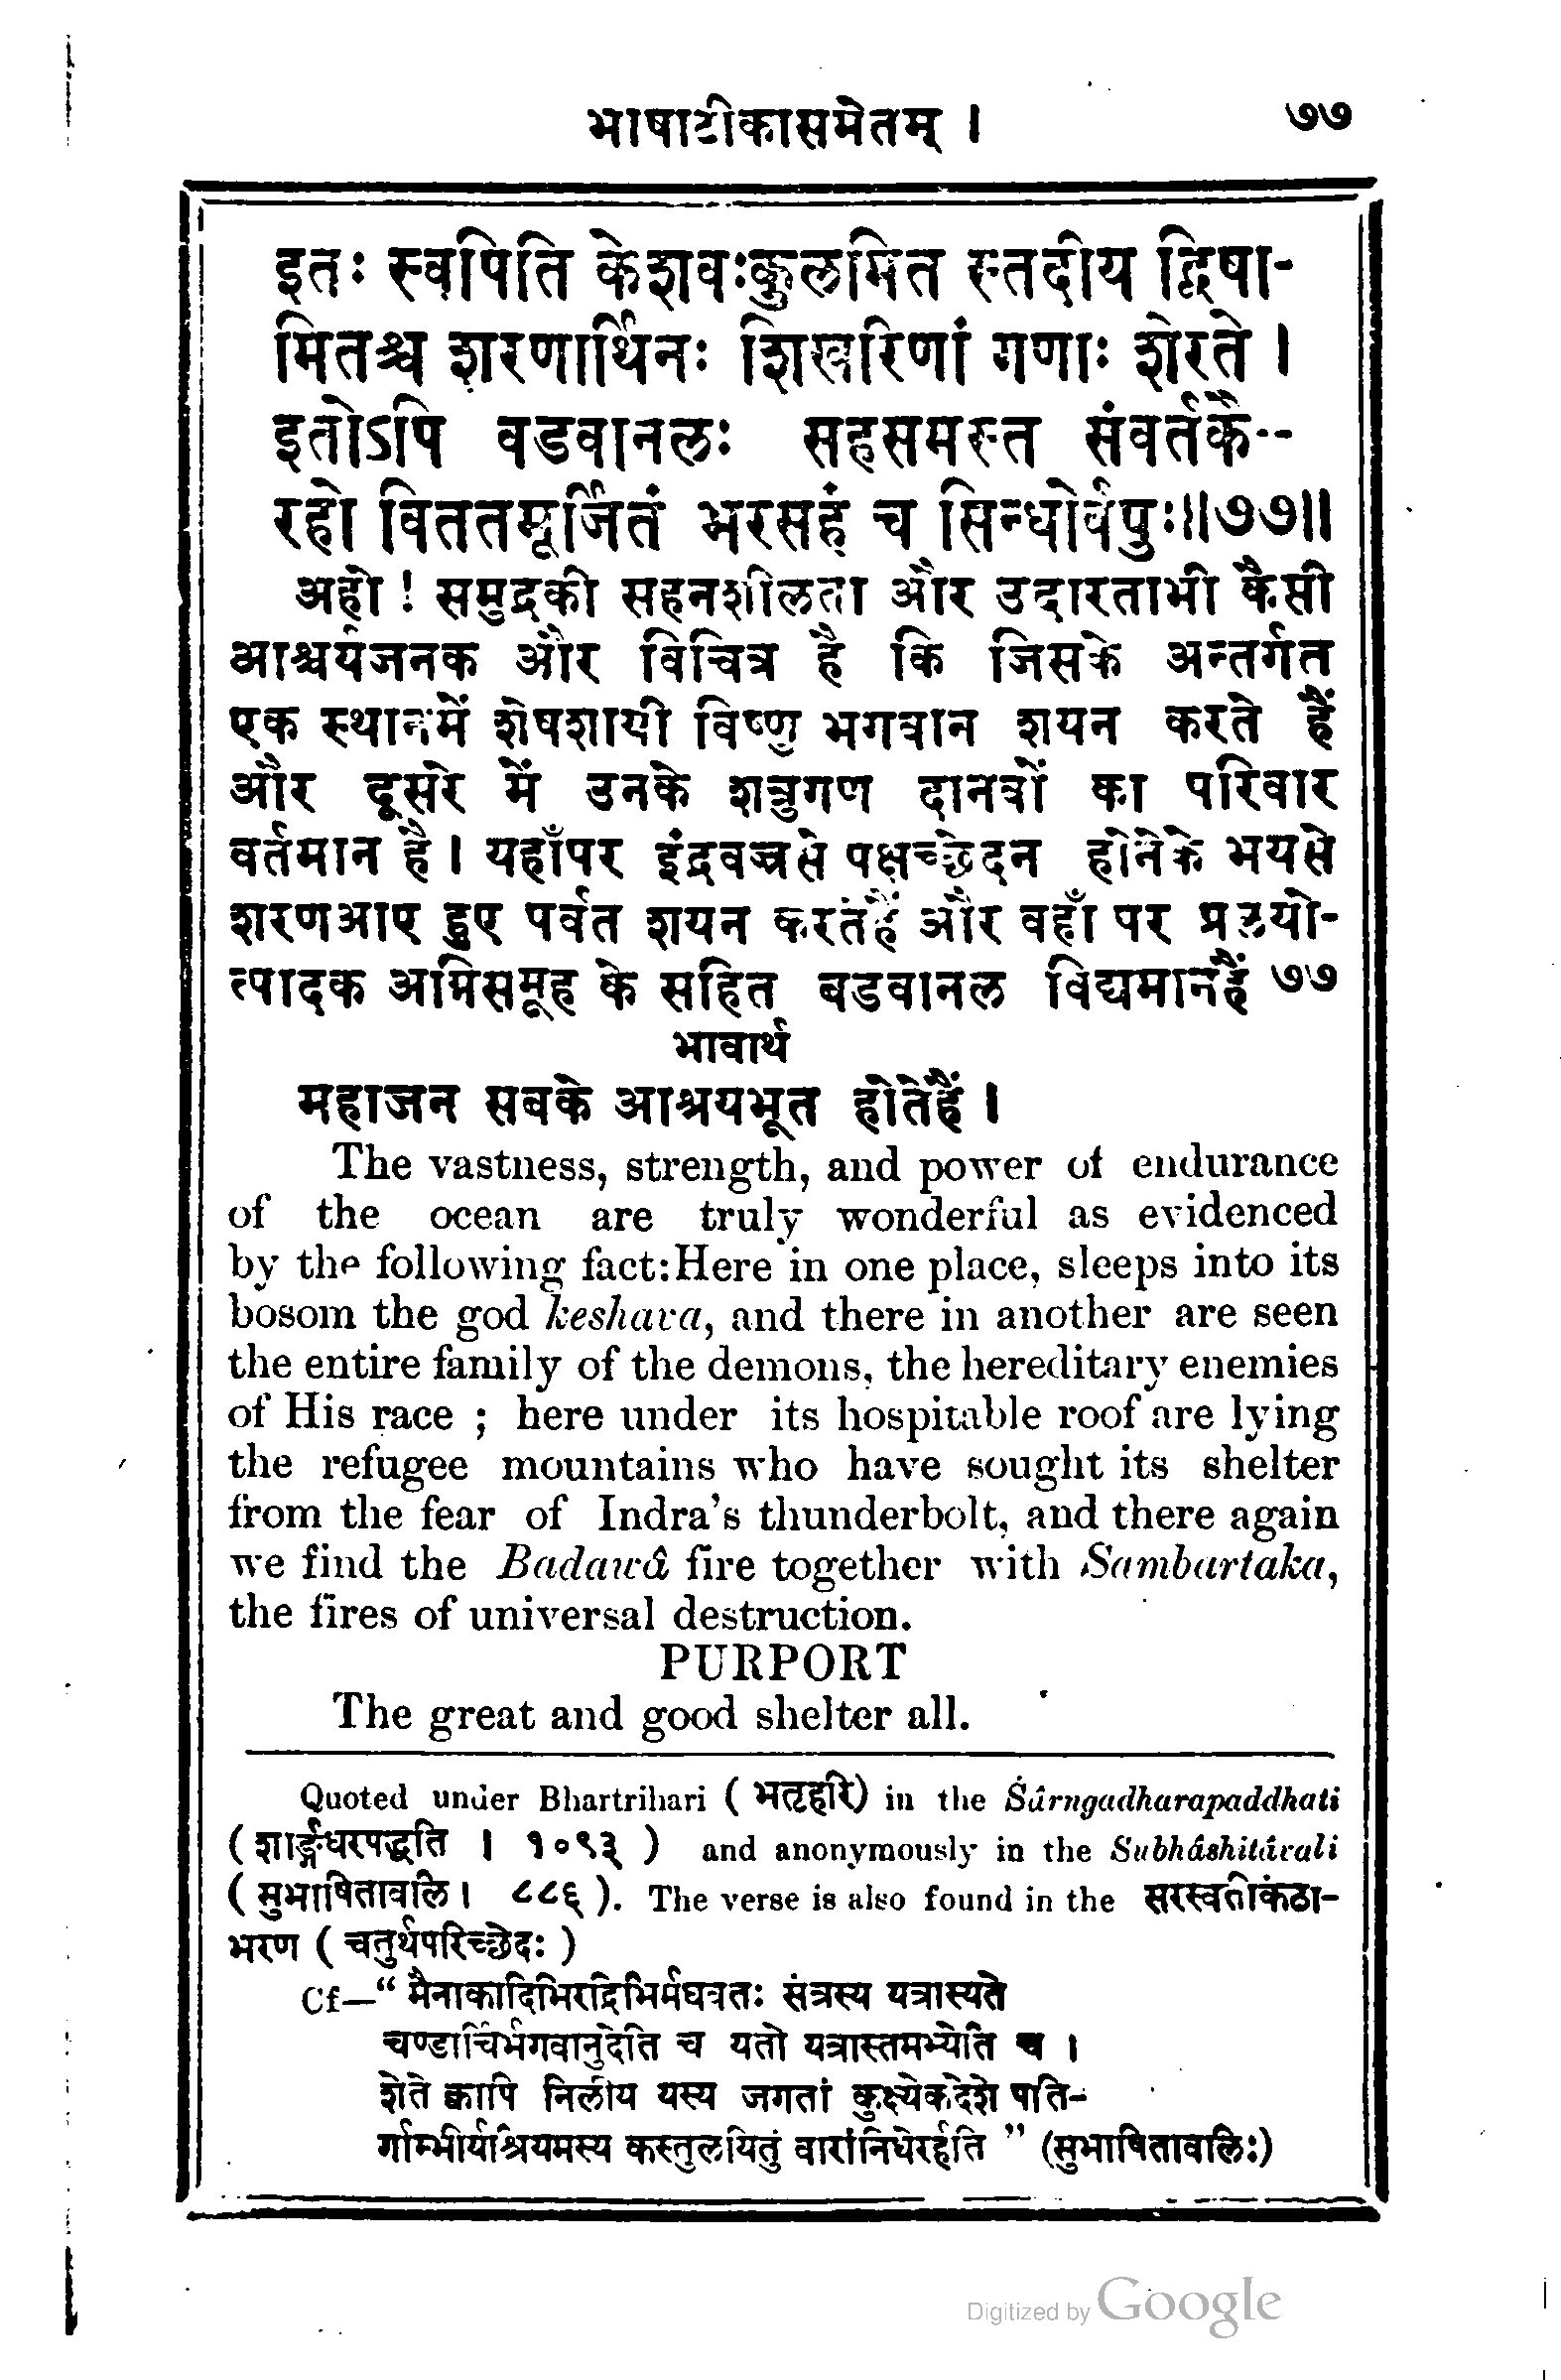 भाषाटीकासमेतम् । ७७
इतः स्वपिति केशवःकुलमित स्तदीय द्विषा-
मितश्च शरणार्थिनः शिखरिणां गणाः शेरते ।
इतोऽपि वडवानलः सहसमस्त संवर्तकै--
रहो विततमूर्जितं भरसहं च सिन्धोर्वपुः॥७७॥
अहो ! समुद्रकी सहनशीलता और उदारताभी कैसी
आश्चर्यजनक और विचित्र है कि जिसके अन्तर्गत
एक स्थानमें शेषशायी विष्णु भगवान शयन करते हैं
और दूसरे में उनके शत्रुगण दानवों का परिवार
वर्तमान है । यहाँपर इंद्रवज्रसे पक्षच्छेदन होनेके भयसे
शरणआए हुए पर्वत शयन करतेहैं और वहाँ पर प्रलयो-
त्पादक अग्निसमूह के सहित बडवानल विद्यमानहैं ७७
भावार्थ
महाजन सबके आश्रयभूत होतेहैं ।
The vastness, strength, and power of endurance
of the ocean are truly wonderful as evidenced
by the following fact:Here in one place, sleeps into its
bosom the god keshava, and there in another are seen
the entire family of the demons, the hereditary enemies
of His race ; here under its hospitable roof are lying
the refugee mountains who have sought its shelter
from the fear of Indra's thunderbolt, and there again
we find the Badawâ fire together with Sambartaka,
the fires of universal destruction.
PURPORT
The great and good shelter all.
Quoted under Bhartrihari ( भतृहरि) in the Śârngadharapaddhati
( शार्ङ्गधरपद्धति । १०९३ ) and anonymously in the Subhâshitâvali
( सुभाषितावलि । ८८६ ). The verse is also found in the सरस्वतीकंठा-
भरण ( चतुर्थपरिच्छेदः )
Cf—“ मैनाकादिभिरद्रिभिर्मघवतः संत्रस्य यत्रास्यते
चण्डार्चिर्भगवानुदेति च यतो यत्रास्तमभ्येति च ।
शेते क्वापि निलीय यस्य जगतां कुक्ष्येकदेशे पति-
र्गाम्भीर्यश्रियमस्य कस्तुलयितुं वारांनिधेरर्हति ” (सुभाषितावलिः)
Digitized by Google